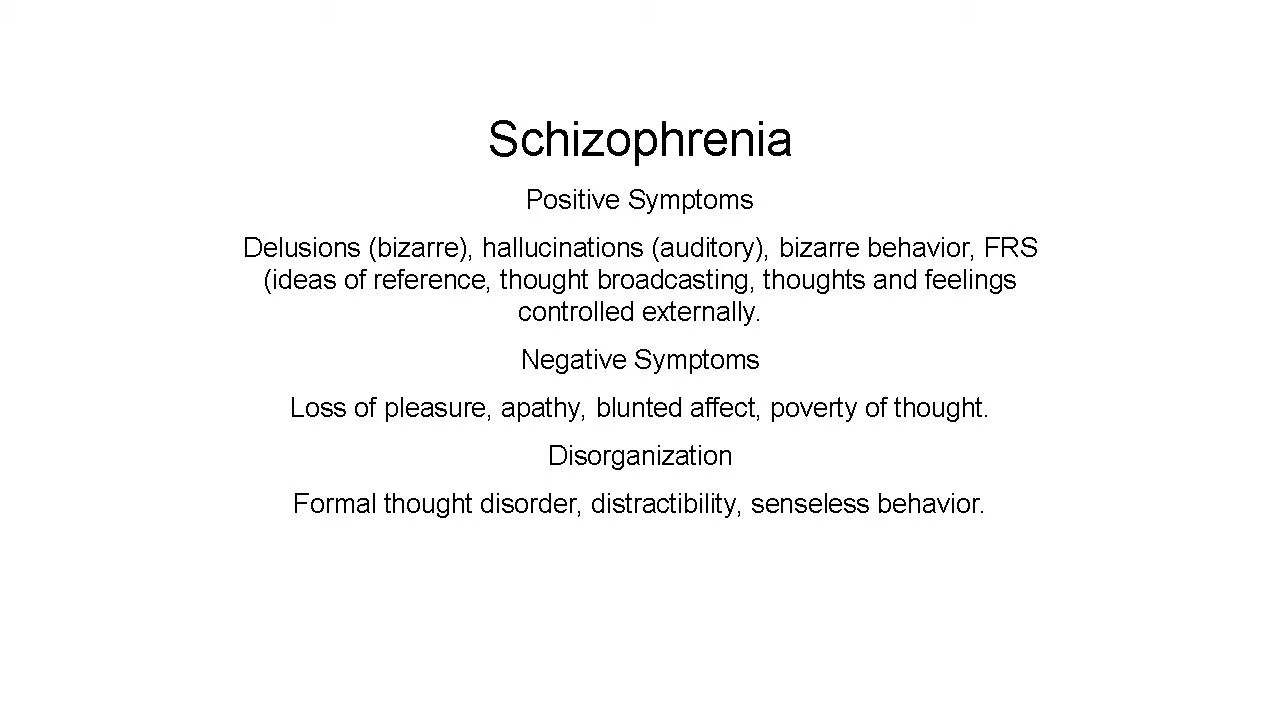 Schizophrenia
Positive Symptoms
Delusions (bizarre), hallucinations (auditory), bizarre behavior, FRS
(ideas of reference, thought broadcasting, thoughts and feelings
controlled externally.
Negative Symptoms
Loss of pleasure, apathy, blunted affect, poverty of thought.
Disorganization
Formal thought disorder, distractibility, senseless behavior.